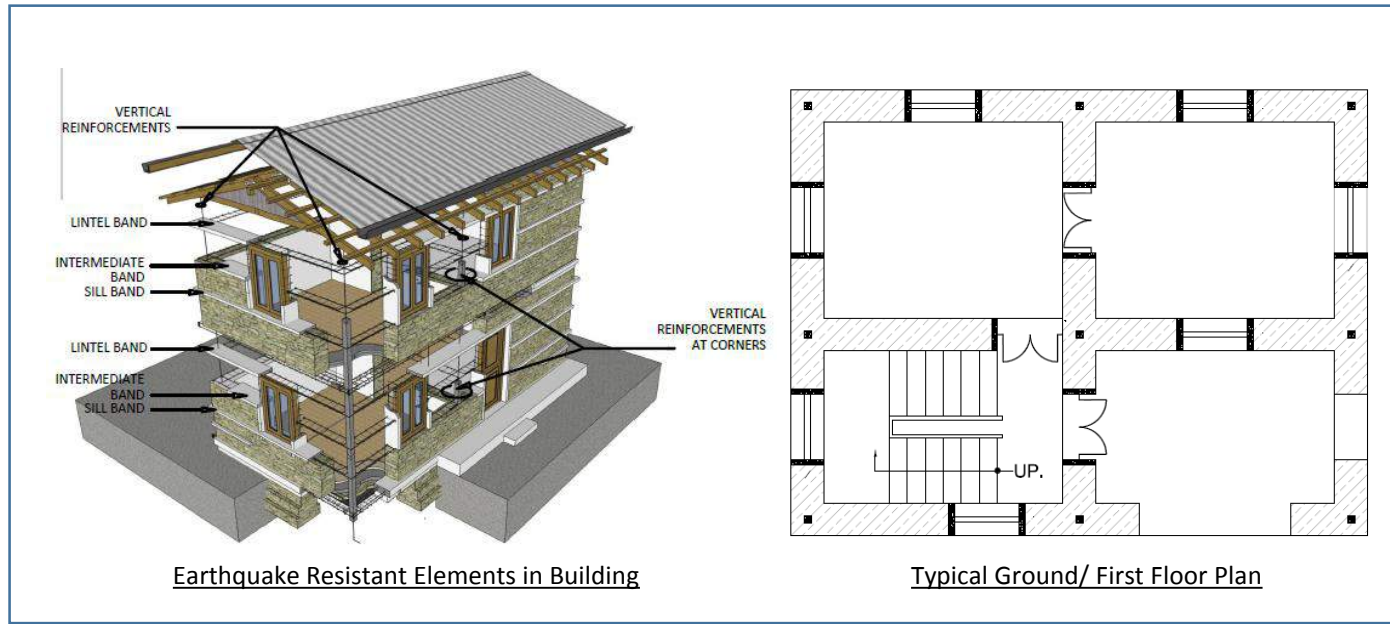 VERTICAL
REINFORCEMENTS
LINTEL BAND
INTERMEDIATE
BAND
SILL BAND
LINTEL BAND
INTERMEDIATE
BAND
SILL BAND
VERTICAL
REINFORCEMENTS
AT CORNERS
UP.
Earthquake Resistant Elements in Building
Typical Ground/ First Floor Plan